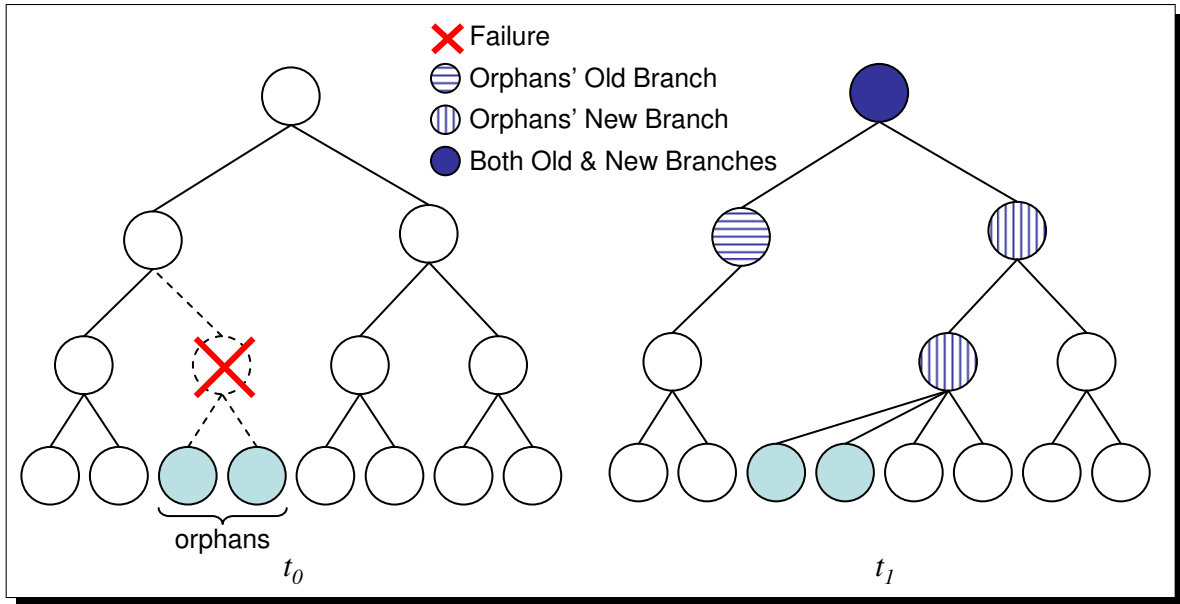 Failure
Orphans' Old Branch
Orphans' New Branch
Both Old & New Branches
orphans
t0
t1